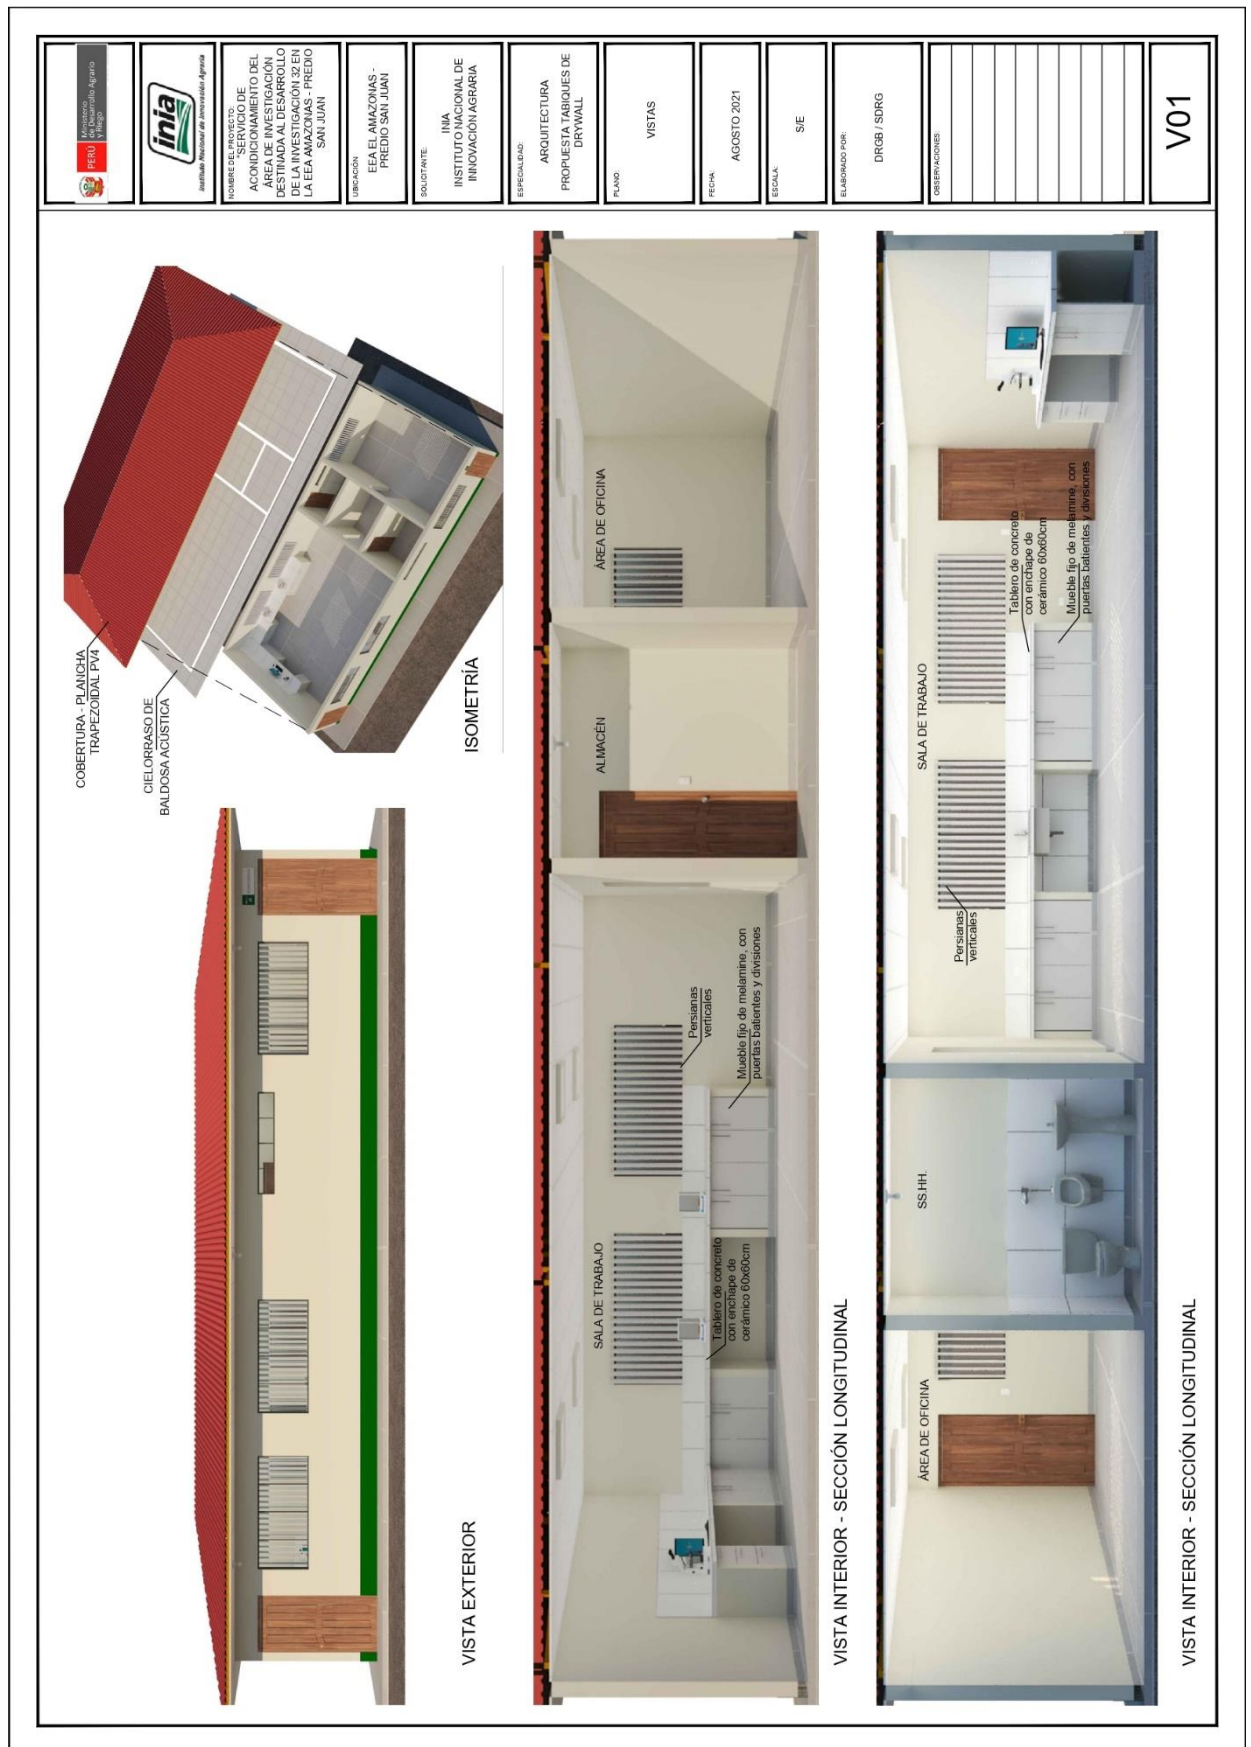 COBERTURA - PLANCHA
TRAPEZOIDAL PV4
CIELORRASO DE
BALDOSA ACÚSTICA
VISTA EXTERIOR
ISOMETRÍA
SALA DE TRABAJO
Persianas
verticales
Tablero de concreto
con enchape de
cerámico 60x60cm
Mueble fijo de melamine, con
puertas batientes y divisiones
ALMACÉN
ÁREA DE OFICINA
VISTA INTERIOR - SECCIÓN LONGITUDINAL
ÁREA DE OFICINA
SS.HH.
SALA DE TRABAJO
Persianas
verticales
Tablero de concreto
con enchape de
cerámico 60x60cm
Mueble fijo de melamine, con
puertas batientes y divisiones
VISTA INTERIOR - SECCIÓN LONGITUDINAL
PERÚ
Ministerio
de Desarrollo Agrario
y Riego
inia
Instituto Nacional de Innovación Agraria
NOMBRE DEL PROYECTO:
"SERVICIO DE
ACONDICIONAMIENTO DEL
ÁREA DE INVESTIGACIÓN
DESTINADA AL DESARROLLO
DE LA INVESTIGACIÓN 32 EN
LA EEA AMAZONAS - PREDIO
SAN JUAN
UBICACIÓN:
EEA EL AMAZONAS -
PREDIO SAN JUAN
SOLICITANTE:
INIA
INSTITUTO NACIONAL DE
INNOVACIÓN AGRARIA
ESPECIALIDAD:
ARQUITECTURA
PROPUESTA TABIQUES DE
DRYWALL
PLANO:
VISTAS
FECHA:
AGOSTO 2021
ESCALA:
S/E
ELABORADO POR:
DRGB / SDRG
OBSERVACIONES:
V01